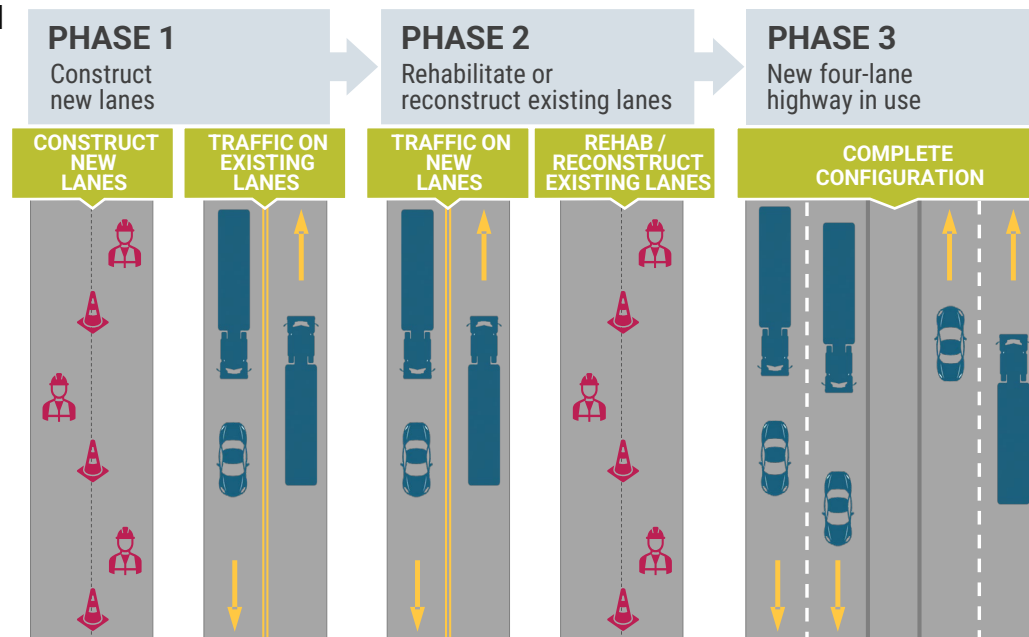 PHASE 1
Construct
new lanes
PHASE 2
Rehabilitate or
reconstruct existing lanes
PHASE 3
New four-lane
highway in use
CONSTRUCT
NEW
LANES
TRAFFIC ON
EXISTING
LANES
TRAFFIC ON
NEW
LANES
REHAB /
RECONSTRUCT
EXISTING LANES
COMPLETE
CONFIGURATION